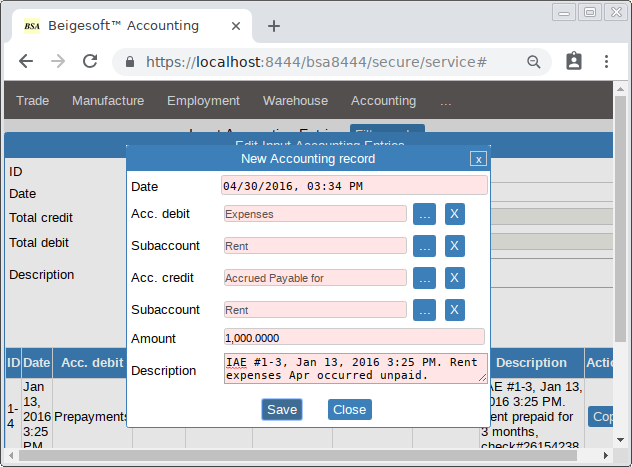 BSA Beigesoft™ Accounting
https://localhost:8444/bsa8444/secure/service#
Trade Manufacture Employment Warehouse Accounting ...
Edit Input Accounting Entries
New Accounting record x
ID
Date
Total credit
Total debit
Description
Date 04/30/2016, 03:34 PM
Acc. debit Expenses ... X
Subaccount Rent ... X
Acc. credit Accrued Payable for ... X
Subaccount Rent ... X
Amount 1,000.0000
Description IAE #1-3, Jan 13, 2016 3:25 PM. Rent
expenses Apr occurred unpaid.
Save Close
ID Date Acc. debit Description Actio
1-4
Jan
13,
2016
3:25
PM
Prepayments
AE #1-3, Jan 13,
2016 3:25 PM.
Rent prepaid for
3 months,
check#26154238
Cop